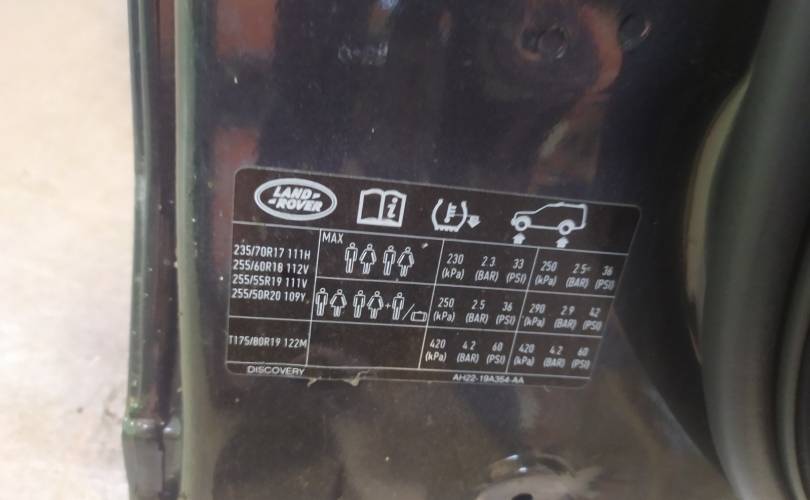 LAND-
-ROVER
MAX
235/70R17 111H
255/60R18 112V
255/55R19 111V
255/50R20 109Y
230 2.3 33 250 2.5 36
(kPa) (BAR) (PSI) (kPa) (BAR) (PSI)
250 2.5 36 290 2.9 42
(kPa) (BAR) (PSI) (kPa) (BAR) (PSI)
T175/80R19 122M
420 4.2 60 420 4.2 60
(kPa) (BAR) (PSI) (kPa) (BAR) (PSI)
DISCOVERY
AH22-19A354-AA